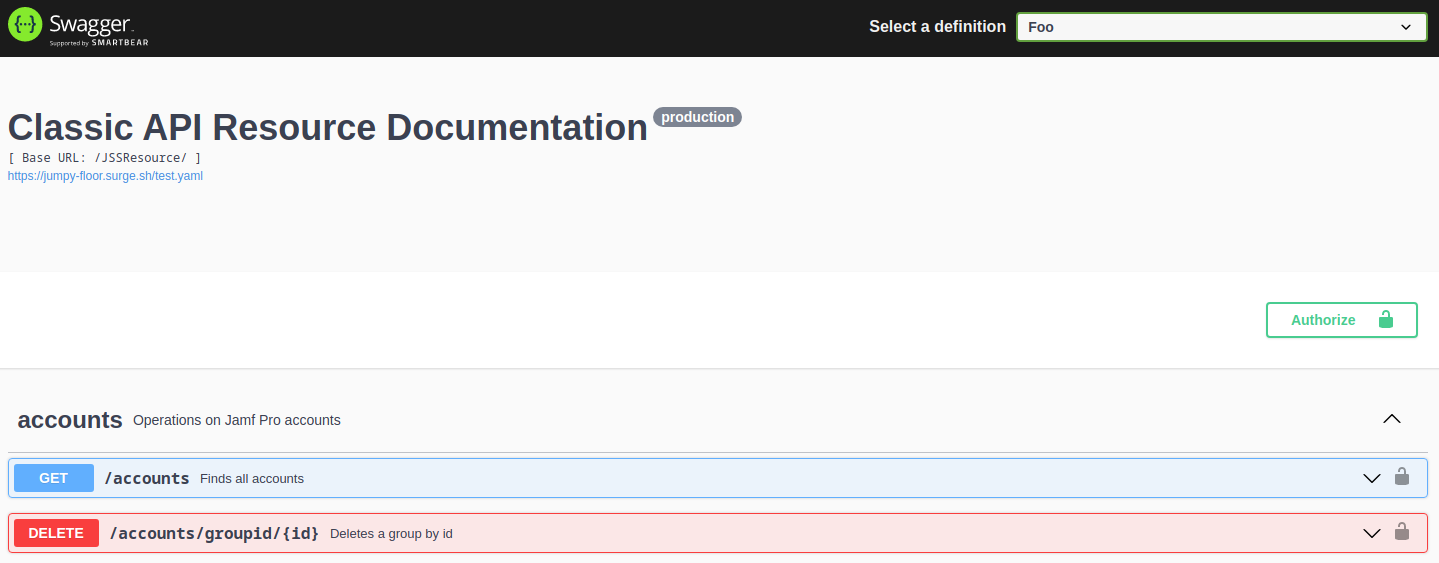 Swagger
Supported by SMARTBEAR
Select a definition
Foo
Classic API Resource Documentation production
[ Base URL: /JSSResource/ ]
https://jumpy-floor.surge.sh/test.yaml
Authorize
accounts Operations on Jamf Pro accounts
GET /accounts Finds all accounts
DELETE /accounts/groupid/{id} Deletes a group by id